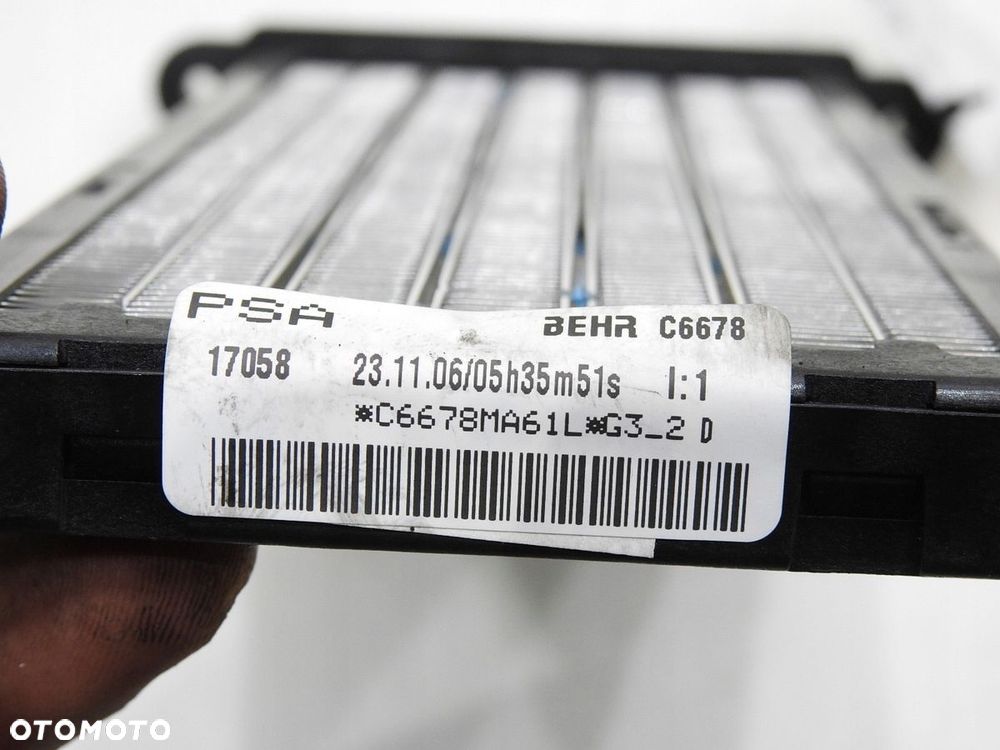 PSA BEHR C6678
17058 23.11.06/05h35m51s I:1
*C6678MA61L*G3_2 D
OTOMOTO